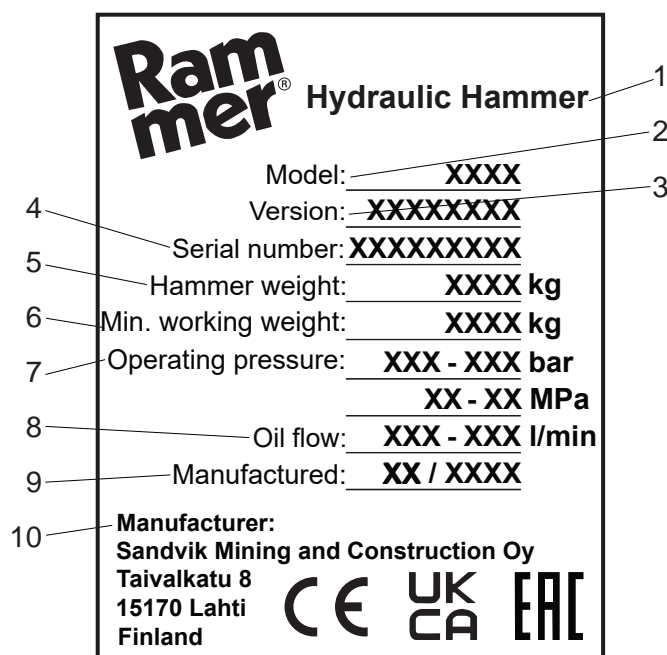 Ram
mer®
Hydraulic Hammer
1
2
Model: XXXX
3
Version: XXXXXXXX
4
Serial number: XXXXXXXXX
5
Hammer weight: XXXX kg
6
Min. working weight: XXXX kg
7
Operating pressure: XXX - XXX bar
XX - XX MPa
8
Oil flow: XXX - XXX l/min
9
Manufactured: XX / XXXX
10
Manufacturer:
Sandvik Mining and Construction Oy
Taivalkatu 8
15170 Lahti
Finland
CE
UK
CA
EAC